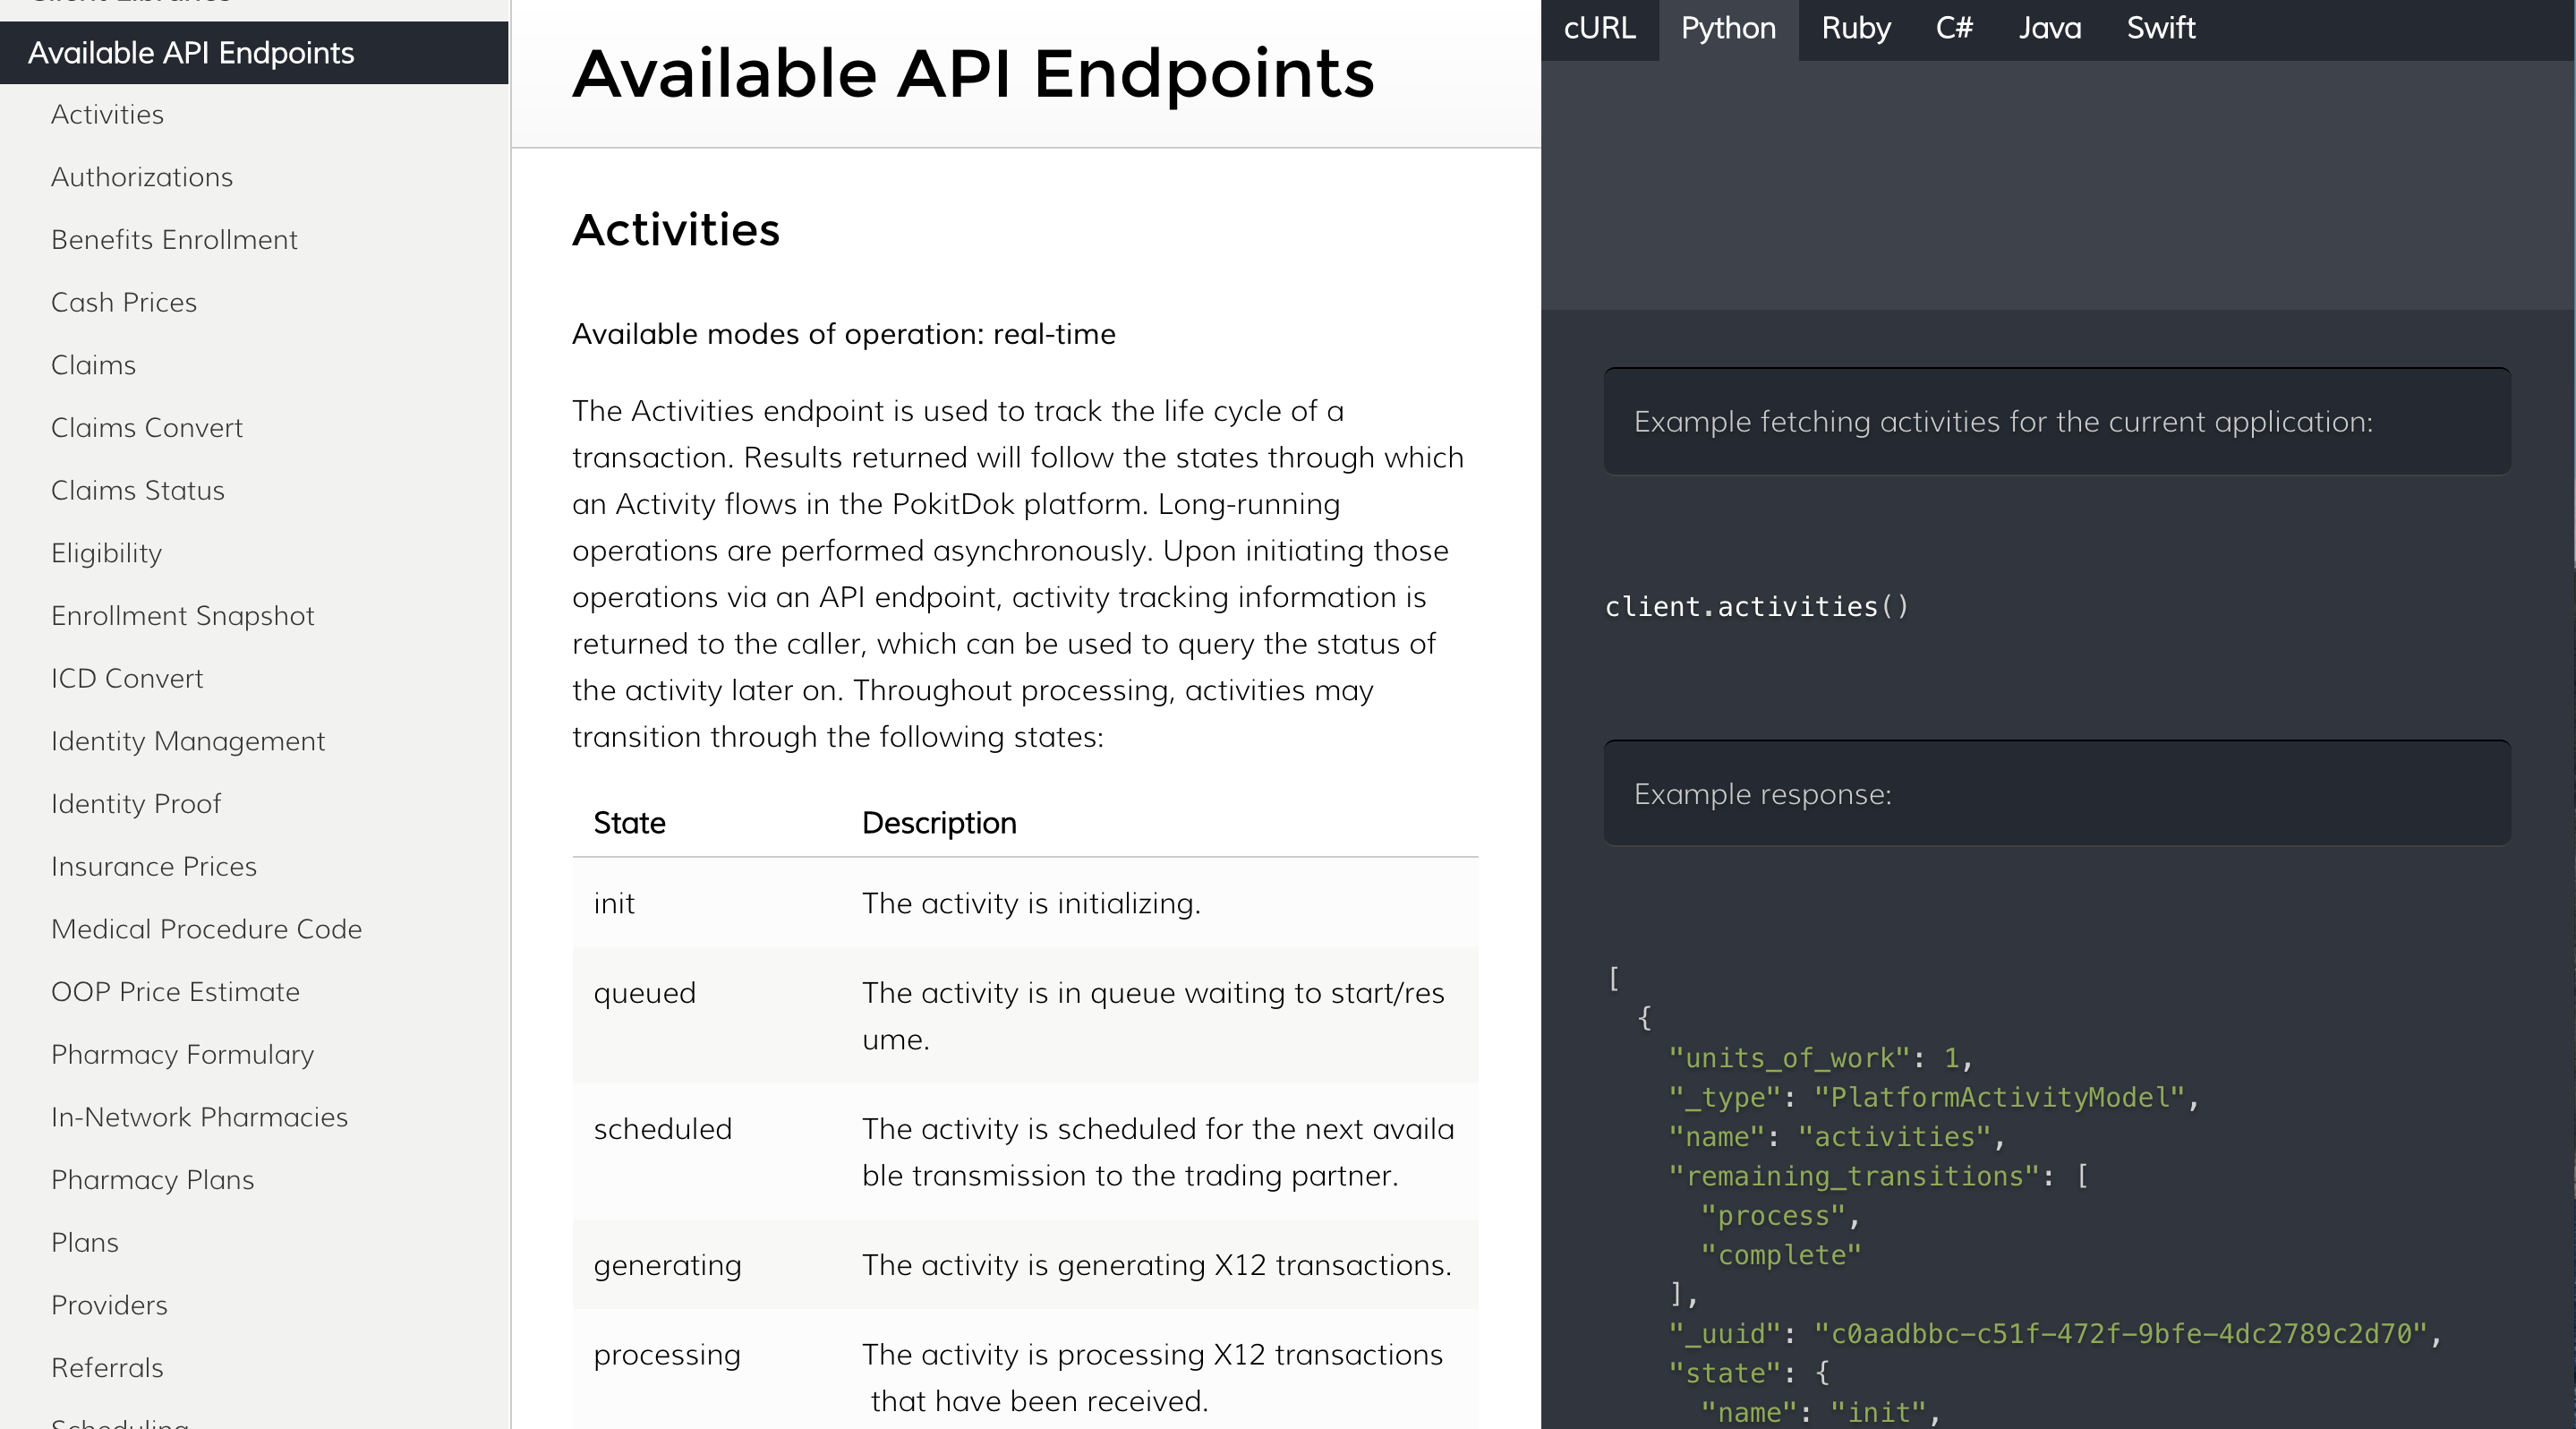 Client Libraries
Available API Endpoints
Activities
Authorizations
Benefits Enrollment
Cash Prices
Claims
Claims Convert
Claims Status
Eligibility
Enrollment Snapshot
ICD Convert
Identity Management
Identity Proof
Insurance Prices
Medical Procedure Code
OOP Price Estimate
Pharmacy Formulary
In-Network Pharmacies
Pharmacy Plans
Plans
Providers
Referrals
Scheduling
Available API Endpoints
Activities
Available modes of operation: real-time
The Activities endpoint is used to track the life cycle of a
transaction. Results returned will follow the states through which
an Activity flows in the PokitDok platform. Long-running
operations are performed asynchronously. Upon initiating those
operations via an API endpoint, activity tracking information is
returned to the caller, which can be used to query the status of
the activity later on. Throughout processing, activities may
transition through the following states:
State Description
init The activity is initializing.
queued The activity is in queue waiting to start/res
ume.
scheduled The activity is scheduled for the next availa
ble transmission to the trading partner.
generating The activity is generating X12 transactions.
processing The activity is processing X12 transactions
that have been received.
cURL Python Ruby C# Java Swift
Example fetching activities for the current application:
client.activities()
Example response:
[
{
"units_of_work": 1,
"_type": "PlatformActivityModel",
"name": "activities",
"remaining_transitions": [
"process",
"complete"
],
"_uuid": "c0aadbbc-c51f-472f-9bfe-4dc2789c2d70",
"state": {
"name": "init",